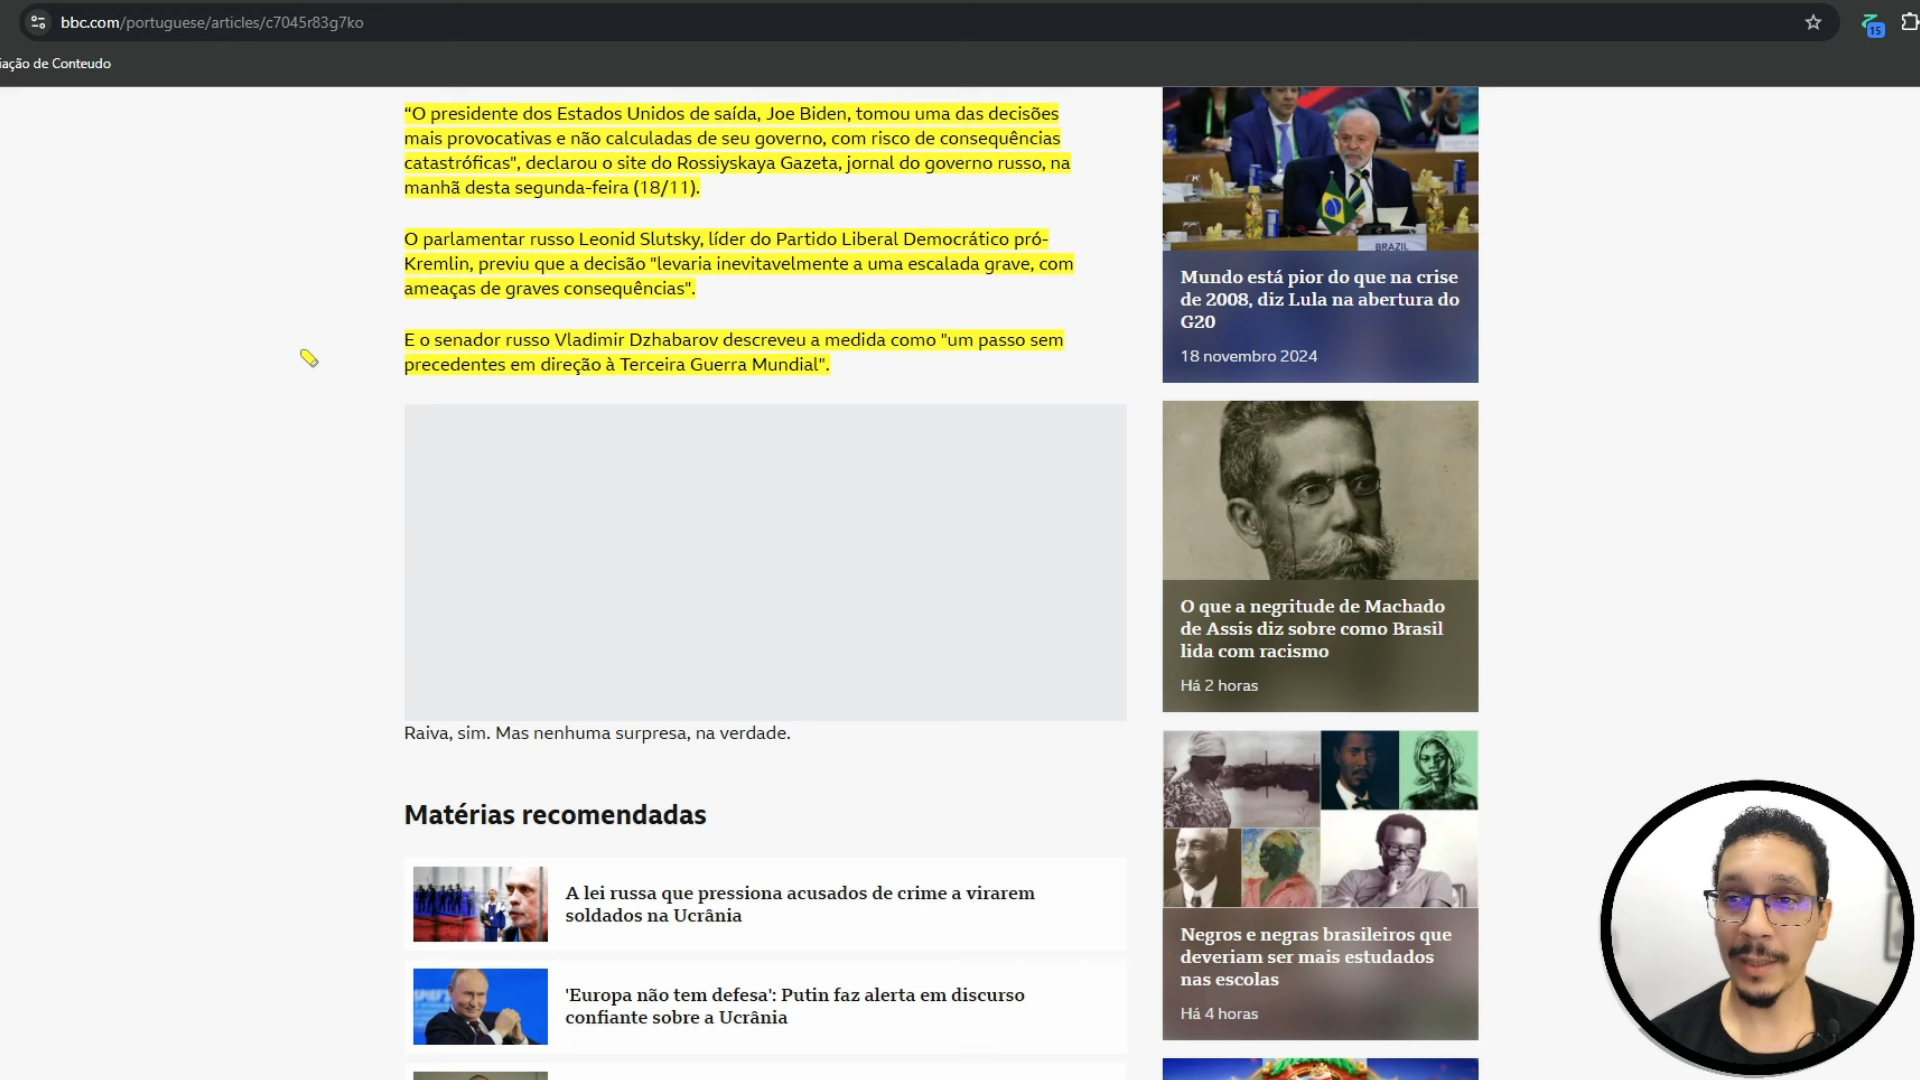 bbc.com/portuguese/articles/c7045r83g7ko
15
iação de Conteudo
“O presidente dos Estados Unidos de saída, Joe Biden, tomou uma das decisões
mais provocativas e não calculadas de seu governo, com risco de consequências
catastróficas", declarou o site do Rossiyskaya Gazeta, jornal do governo russo, na
manhã desta segunda-feira (18/11).
O parlamentar russo Leonid Slutsky, líder do Partido Liberal Democrático pró-
Kremlin, previu que a decisão "levaria inevitavelmente a uma escalada grave, com
ameaças de graves consequências".
E o senador russo Vladimir Dzhabarov descreveu a medida como "um passo sem
precedentes em direção à Terceira Guerra Mundial".
Raiva, sim. Mas nenhuma surpresa, na verdade.
Matérias recomendadas
A lei russa que pressiona acusados de crime a virarem
soldados na Ucrânia
'Europa não tem defesa': Putin faz alerta em discurso
confiante sobre a Ucrânia
BRAZIL
Mundo está pior do que na crise
de 2008, diz Lula na abertura do
G20
18 novembro 2024
O que a negritude de Machado
de Assis diz sobre como Brasil
lida com racismo
Há 2 horas
Negros e negras brasileiros que
deveriam ser mais estudados
nas escolas
Há 4 horas